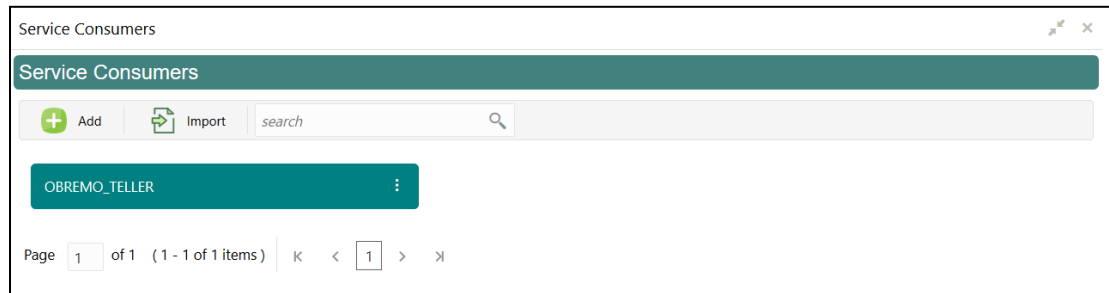 Service Consumers
Service Consumers
Add Import search
OBREMO_TELLER
Page 1 of 1 ( 1 - 1 of 1 items ) 1